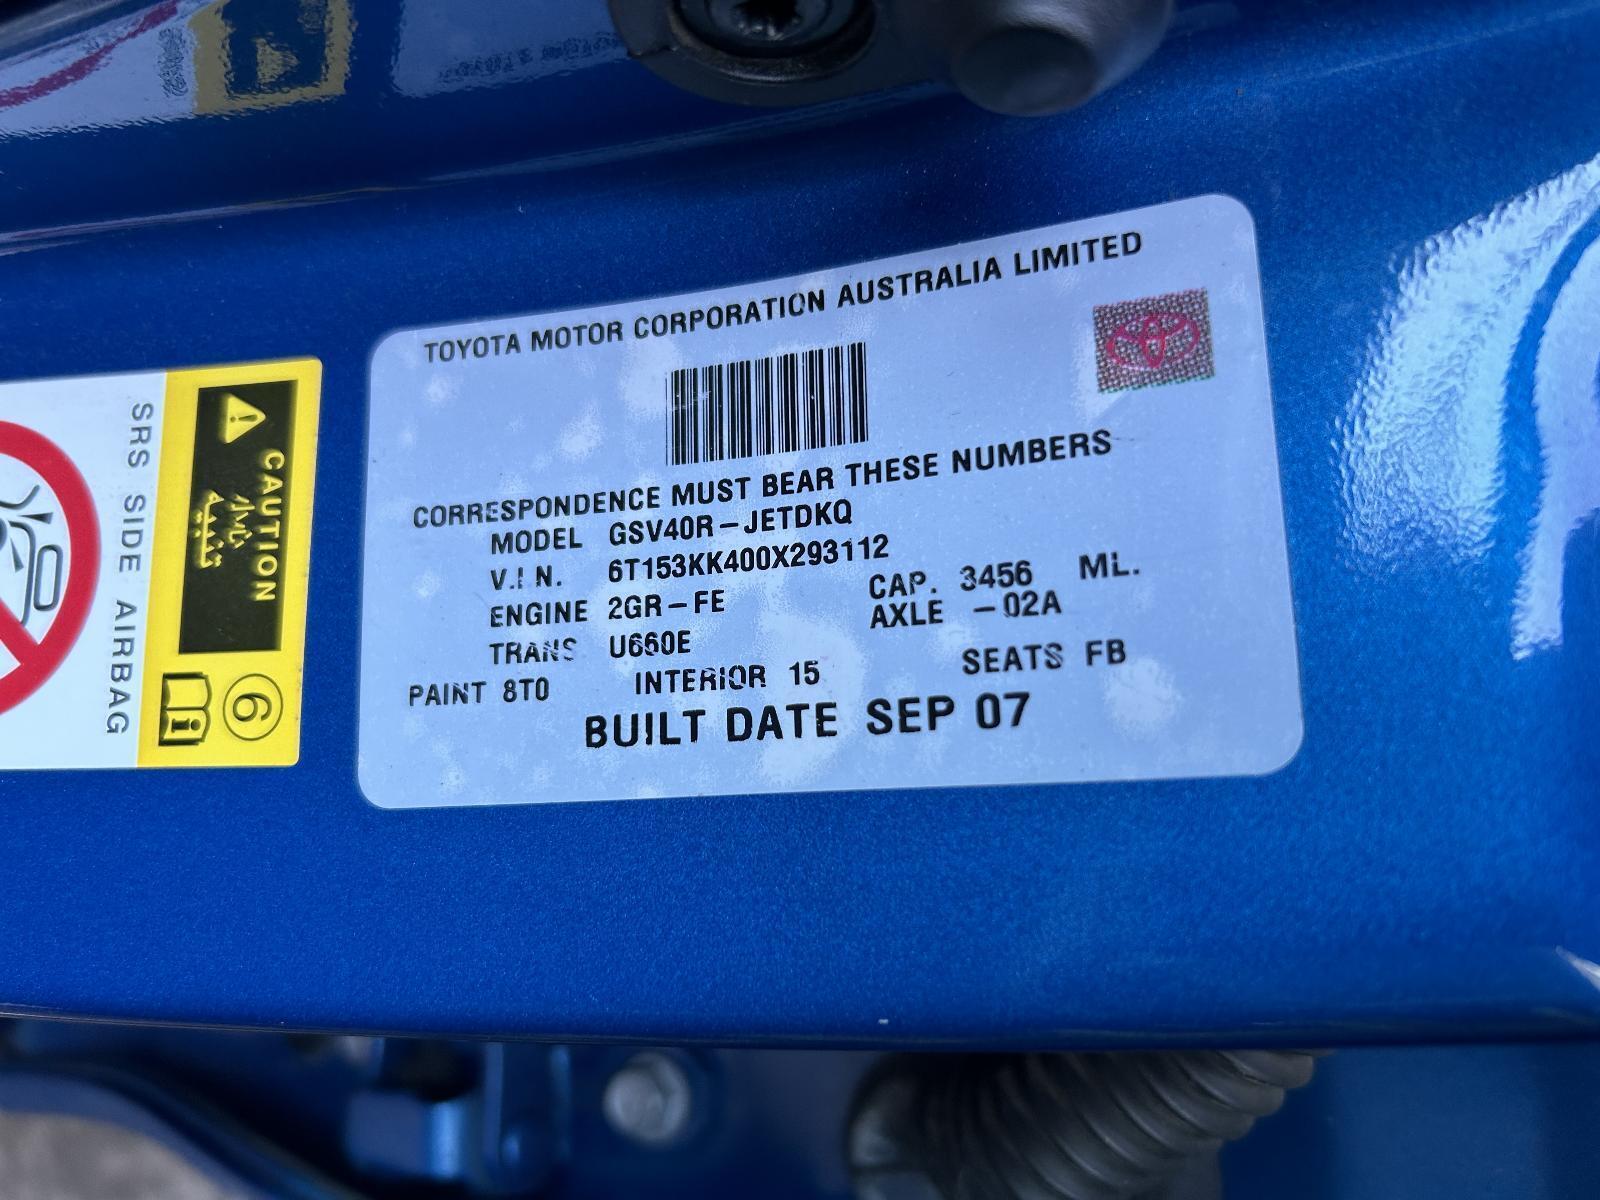 TOYOTA MOTOR CORPORATION AUSTRALIA LIMITED
CORRESPONDENCE MUST BEAR THESE NUMBERS
MODEL GSV40R-JETDKQ
V.I.N. 6T153KK400X293112
ENGINE 2GR-FE CAP. 3456 ML.
TRANS U660E AXLE -02A
PAINT 8T0 INTERIOR 15 SEATS FB
BUILT DATE SEP 07
CAUTION
SRS SIDE AIRBAG
6